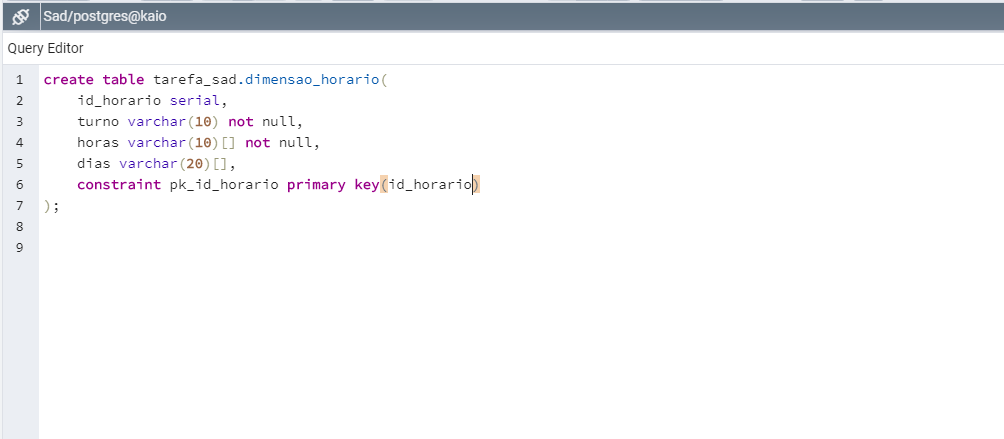 Sad/postgres@kaio
Query Editor
1 create table tarefa_sad.dimensao_horario(
2 id_horario serial,
3 turno varchar(10) not null,
4 horas varchar(10)[] not null,
5 dias varchar(20)[],
6 constraint pk_id_horario primary key(id_horario)
7 );
8
9